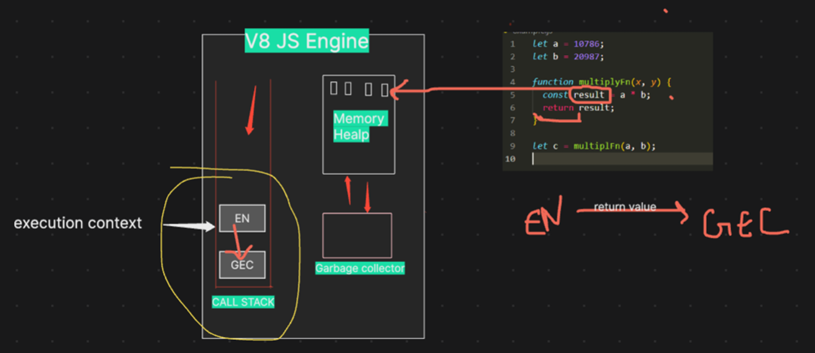 V8 JS Engine
Memory
Healp
execution context
EN
GEC
CALL STACK
Garbage collector
1 let a = 10786;
2 let b = 20987;
3
4 function multiplyFn(x, y) {
5 const result = a * b;
6 return result;
7 }
8
9 let c = multiplFn(a, b);
10
EN return value GEC